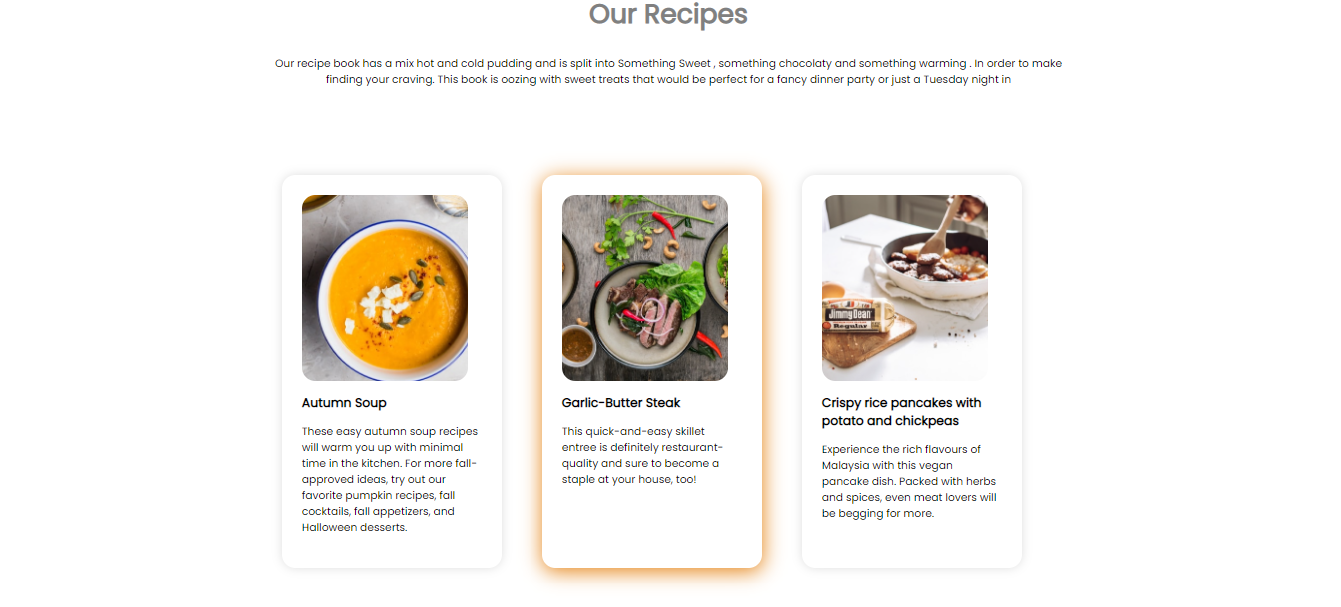 Our Recipes
Our recipe book has a mix hot and cold pudding and is split into Something Sweet , something chocolaty and something warming . In order to make
finding your craving. This book is oozing with sweet treats that would be perfect for a fancy dinner party or just a Tuesday night in
Jimmy Dean
Regular
Autumn Soup
These easy autumn soup recipes
will warm you up with minimal
time in the kitchen. For more fall-
approved ideas, try out our
favorite pumpkin recipes, fall
cocktails, fall appetizers, and
Halloween desserts.
Garlic-Butter Steak
This quick-and-easy skillet
entree is definitely restaurant-
quality and sure to become a
staple at your house, too!
Crispy rice pancakes with
potato and chickpeas
Experience the rich flavours of
Malaysia with this vegan
pancake dish. Packed with herbs
and spices, even meat lovers will
be begging for more.